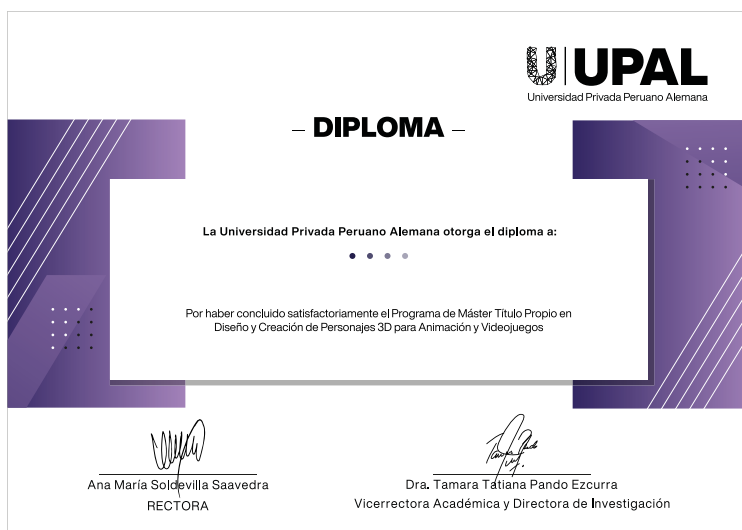 UPAL
Universidad Privada Peruano Alemana
– DIPLOMA –
La Universidad Privada Peruano Alemana otorga el diploma a:
Por haber concluido satisfactoriamente el Programa de Máster Título Propio en
Diseño y Creación de Personajes 3D para Animación y Videojuegos
Ana María Soldevilla Saavedra
RECTORA
Dra. Tamara Tatiana Pando Ezcurra
Vicerrectora Académica y Directora de Investigación